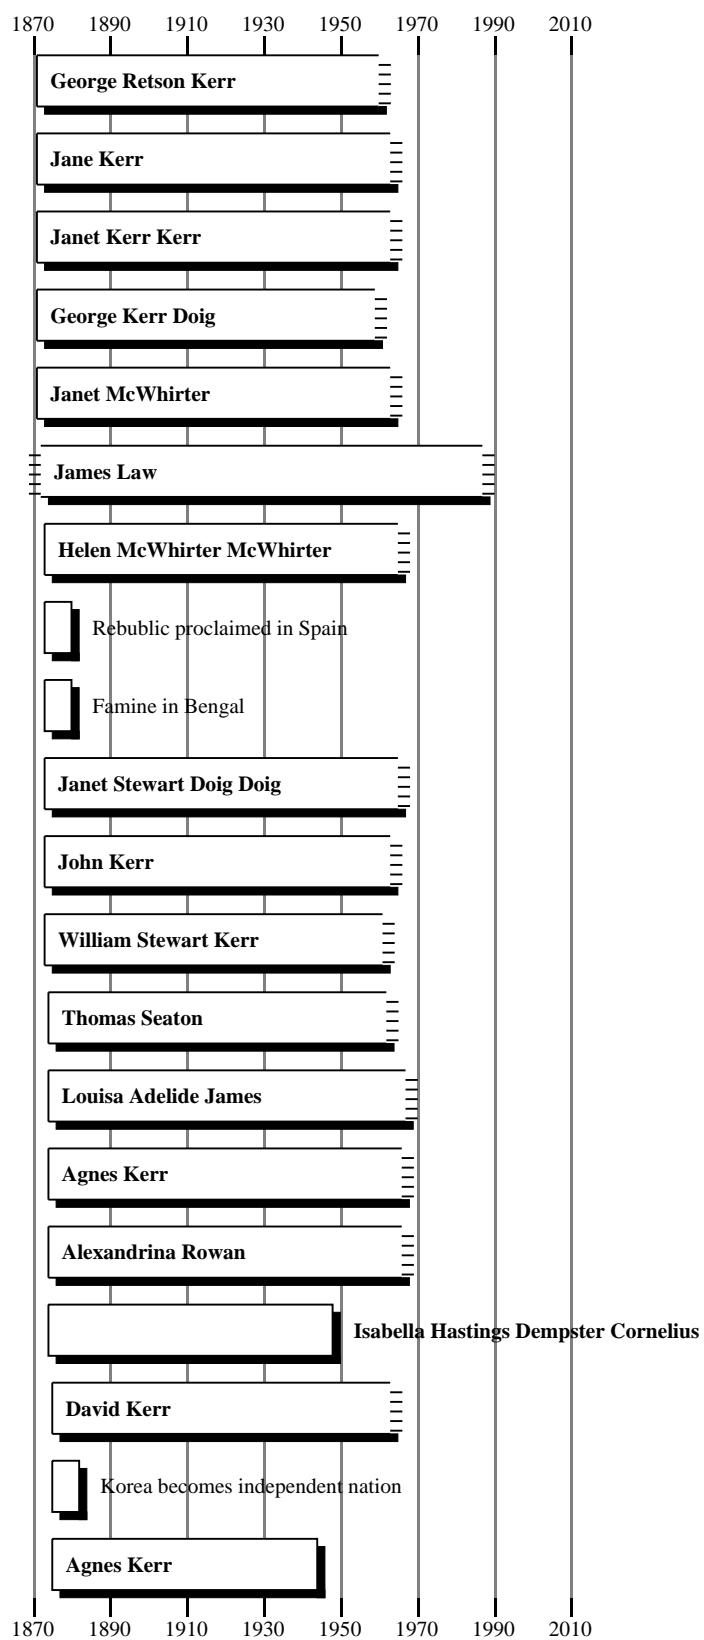 1870 1890 1910 1930 1950 1970 1990 2010
George Retson Kerr
Jane Kerr
Janet Kerr Kerr
George Kerr Doig
Janet McWhirter
James Law
Helen McWhirter McWhirter
Rebublic proclaimed in Spain
Famine in Bengal
Janet Stewart Doig Doig
John Kerr
William Stewart Kerr
Thomas Seaton
Louisa Adelide James
Agnes Kerr
Alexandrina Rowan
Isabella Hastings Dempster Cornelius
David Kerr
Korea becomes independent nation
Agnes Kerr
1870 1890 1910 1930 1950 1970 1990 2010